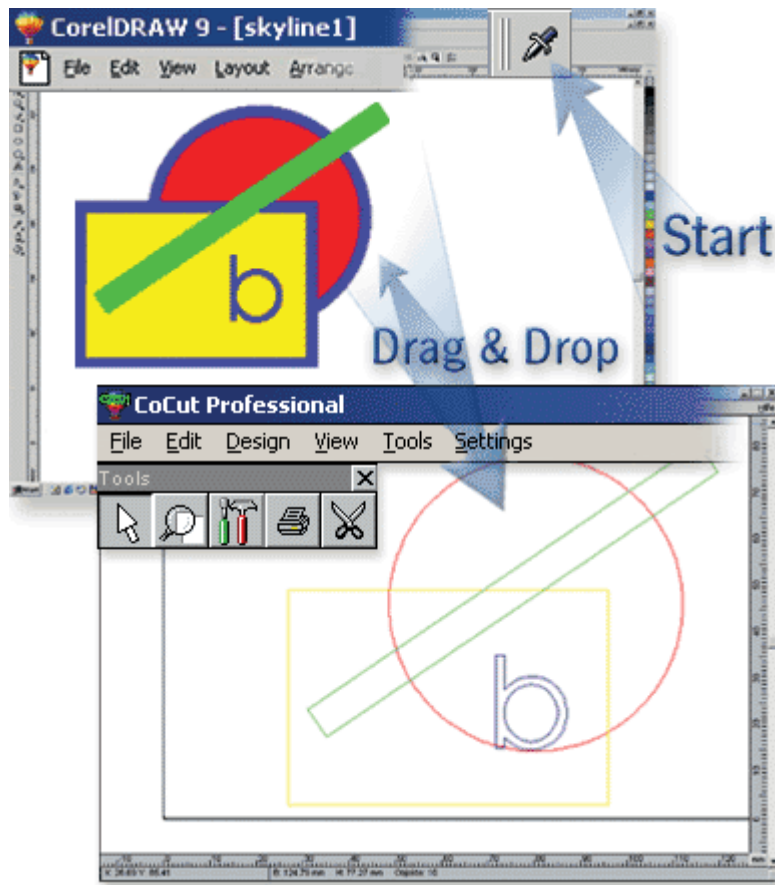 CorelDRAW 9 - [skyline1]
File Edit View Layout Arrange
b
Start
Drag & Drop
CoCut Professional
File Edit Design View Tools Settings
Tools
b